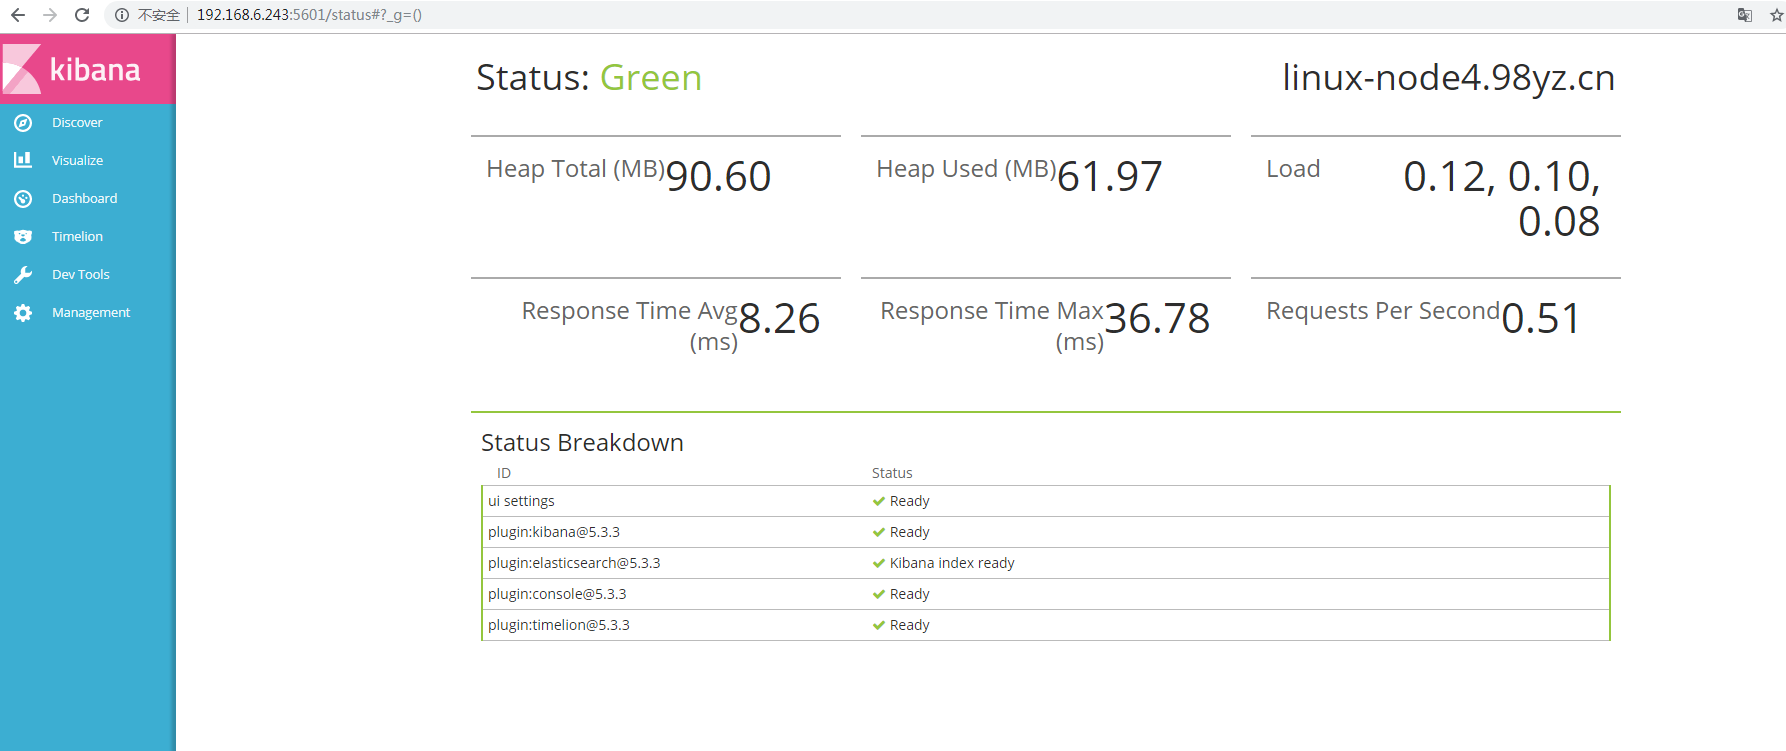 不安全 192.168.6.243:5601/status#?_g=()
kibana
Discover
Visualize
Dashboard
Timelion
Dev Tools
Management
Status: Green
linux-node4.98yz.cn
Heap Total (MB) 90.60
Heap Used (MB) 61.97
Load 0.12, 0.10,
0.08
Response Time Avg 8.26
(ms)
Response Time Max 36.78
(ms)
Requests Per Second 0.51
Status Breakdown
ID Status
ui settings Ready
plugin:kibana@5.3.3 Ready
plugin:elasticsearch@5.3.3 Kibana index ready
plugin:console@5.3.3 Ready
plugin:timelion@5.3.3 Ready